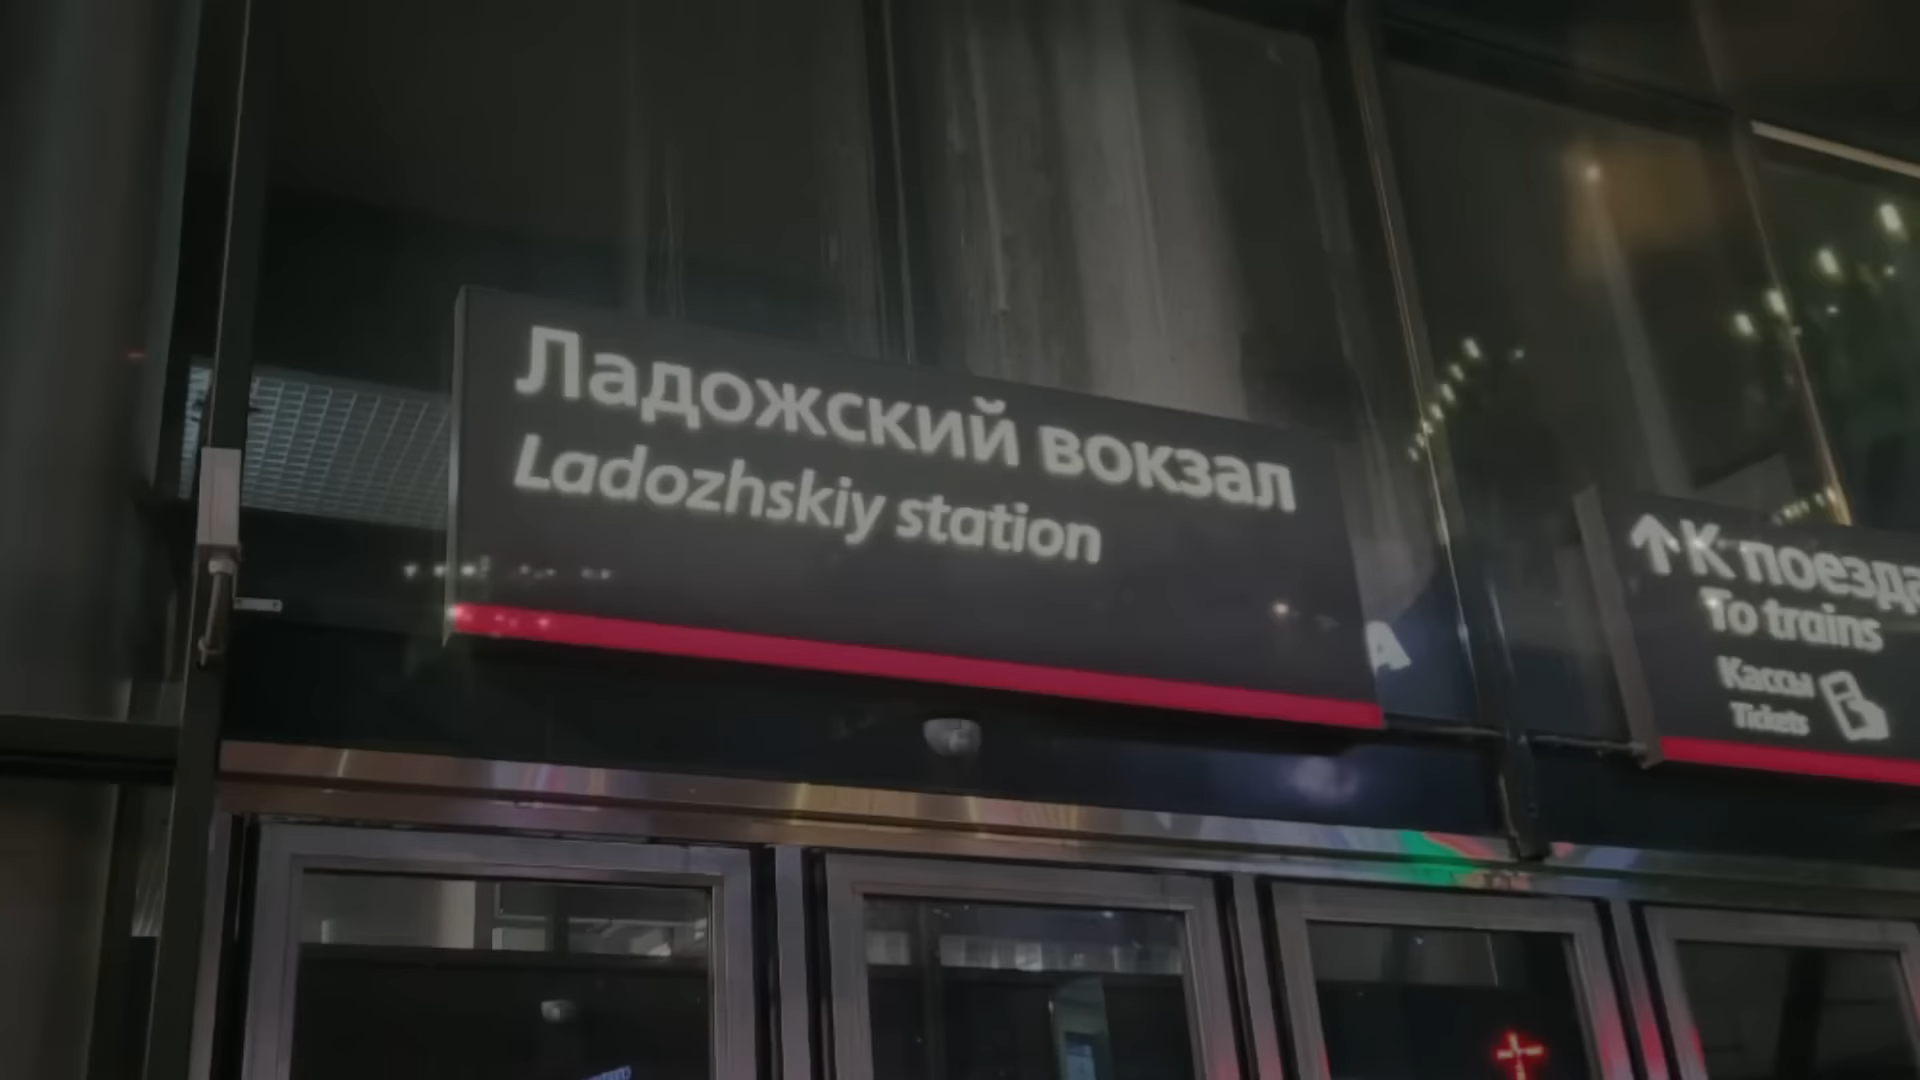 Ладожский вокзал
Ladozhskiy station
А
К поезда
To trains
Кассы
Tickets